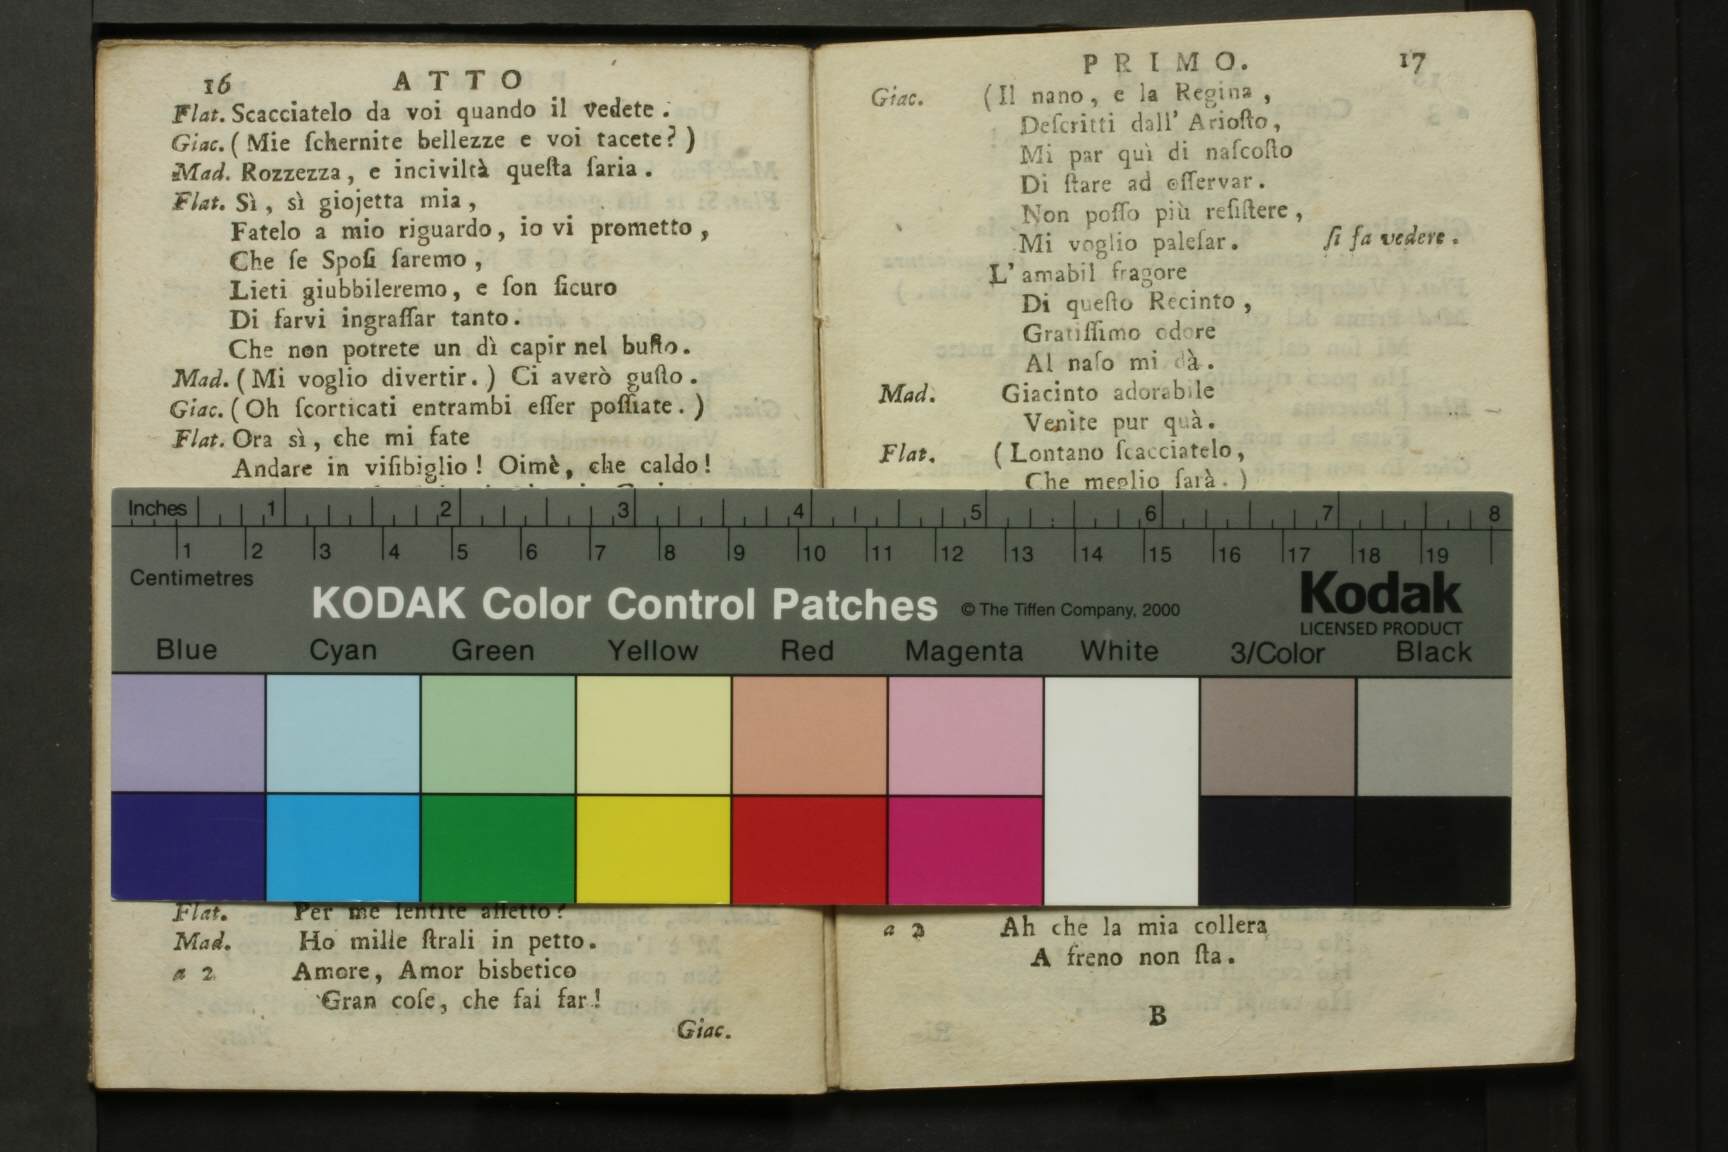 16 ATTO
Flat. Scacciatelo da voi quando il vedete.
Giac. (Mie ſchernite bellezze e voi tacete?)
Mad. Rozzezza, e inciviltà queſta ſaria.
Flat. Sì, sì giojetta mia,
Fatelo a mio riguardo, io vi prometto,
Che ſe Spoſi ſaremo,
Lieti giubbileremo, e ſon ſicuro
Di farvi ingraſſar tanto.
Che non potrete un dì capir nel buſto.
Mad. (Mi voglio divertir.) Ci averò guſto.
Giac. (Oh ſcorticati entrambi eſſer poſſiate.)
Flat. Ora sì, che mi fate
Andare in viſibiglio! Oimè, che caldo!
Flat. Per me ſentite affetto?
Mad. Ho mille ſtrali in petto.
a 2 Amore, Amor bisbetico
Gran coſe, che fai far!
Giac.
PRIMO. 17
Giac. (Il nano, e la Regina,
Deſcritti dall' Arioſto,
Mi par quì di naſcoſto
Di ſtare ad oſſervar.
Non poſſo più reſiſtere,
Mi voglio paleſar. ſi fa vedere.
L' amabil fragore
Di queſto Recinto,
Gratiſſimo odore
Al naſo mi dà.
Mad. Giacinto adorabile
Venite pur quà.
Flat. (Lontano ſcacciatelo,
Che meglio ſarà.)
a 2 Ah che la mia collera
A freno non ſta.
B
Inches 1 2 3 4 5 6 7 8
1 2 3 4 5 6 7 8 9 10 11 12 13 14 15 16 17 18 19
Centimetres
KODAK Color Control Patches © The Tiffen Company, 2000
Kodak
LICENSED PRODUCT
Blue Cyan Green Yellow Red Magenta White 3/Color Black